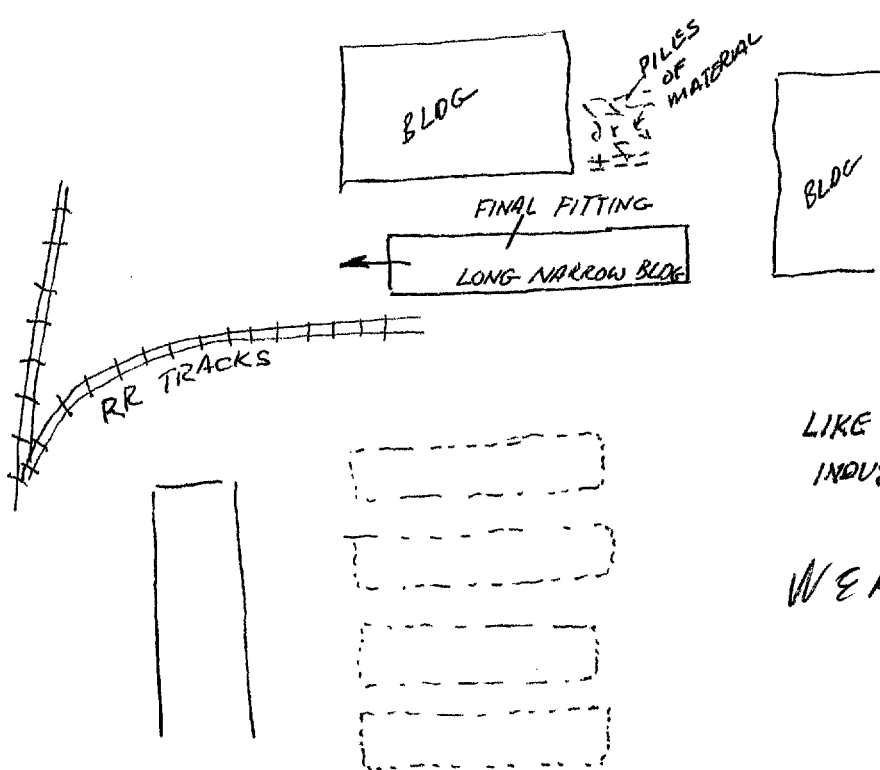 PILES
OF
MATERIAL
BLDG
BLDG
FINAL FITTING
LONG NARROW BLDG
RR TRACKS
LIKE